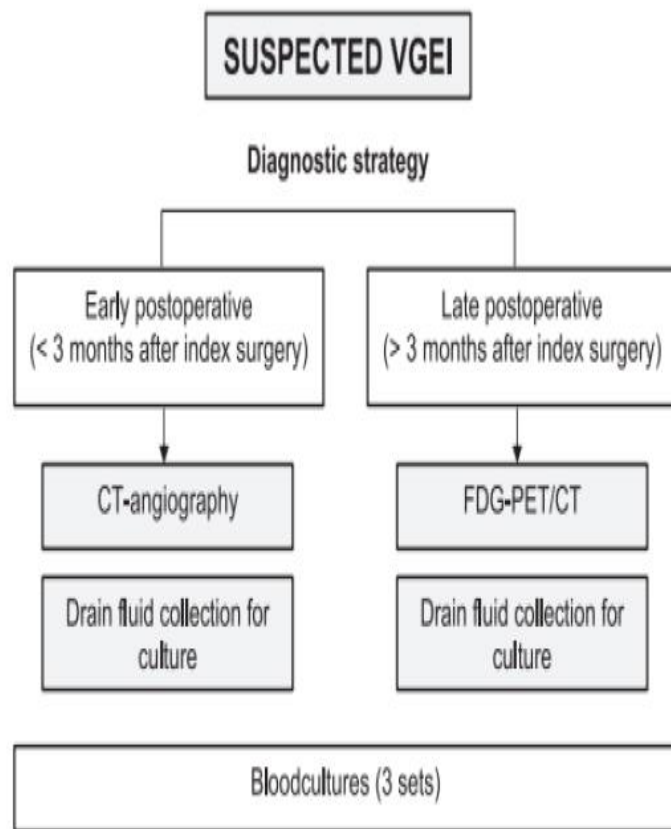 SUSPECTED VGEI
Diagnostic strategy
Early postoperative
(< 3 months after index surgery)
Late postoperative
(> 3 months after index surgery)
CT-angiography
FDG-PET/CT
Drain fluid collection for
culture
Drain fluid collection for
culture
Bloodcultures (3 sets)